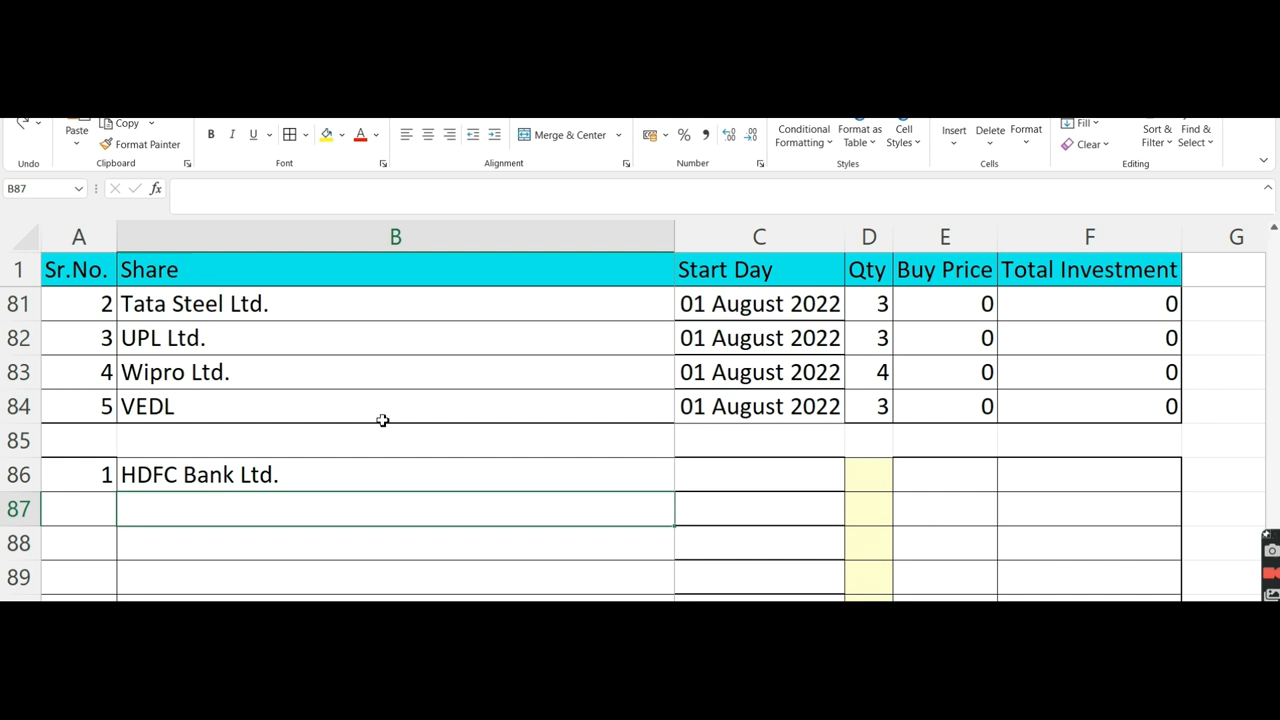 Paste Copy
Format Painter
B I U A
Merge & Center
%
Conditional Formatting Format as Table Cell Styles
Insert Delete Format
Fill
Clear
Sort & Filter Find & Select
Undo Clipboard Font Alignment Number Styles Cells Editing
B87 fx
A B C D E F G
1 Sr.No. Share Start Day Qty Buy Price Total Investment
81 2 Tata Steel Ltd. 01 August 2022 3 0 0
82 3 UPL Ltd. 01 August 2022 3 0 0
83 4 Wipro Ltd. 01 August 2022 4 0 0
84 5 VEDL 01 August 2022 3 0 0
85
86 1 HDFC Bank Ltd.
87
88
89